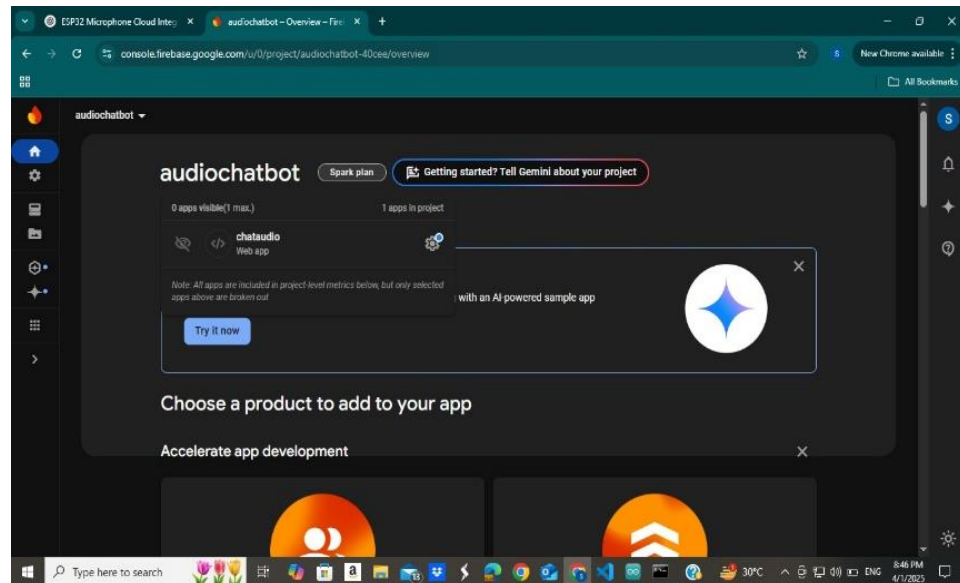 ESP32 Microphone Cloud Integ
audiochatbot – Overview – Fire
console.firebase.google.com/u/0/project/audiochatbot-40cee/overview
S
New Chrome available
All Bookmarks
audiochatbot
S
audiochatbot
Spark plan
Getting started? Tell Gemini about your project
0 apps visible(1 max.)
1 apps in project
chataudio
Web app
Note: All apps are included in project-level metrics below, but only selected
apps above are broken out
with an AI-powered sample app
Try it now
Choose a product to add to your app
Accelerate app development
Type here to search
a
30°C
ENG
8:46 PM
4/1/2025